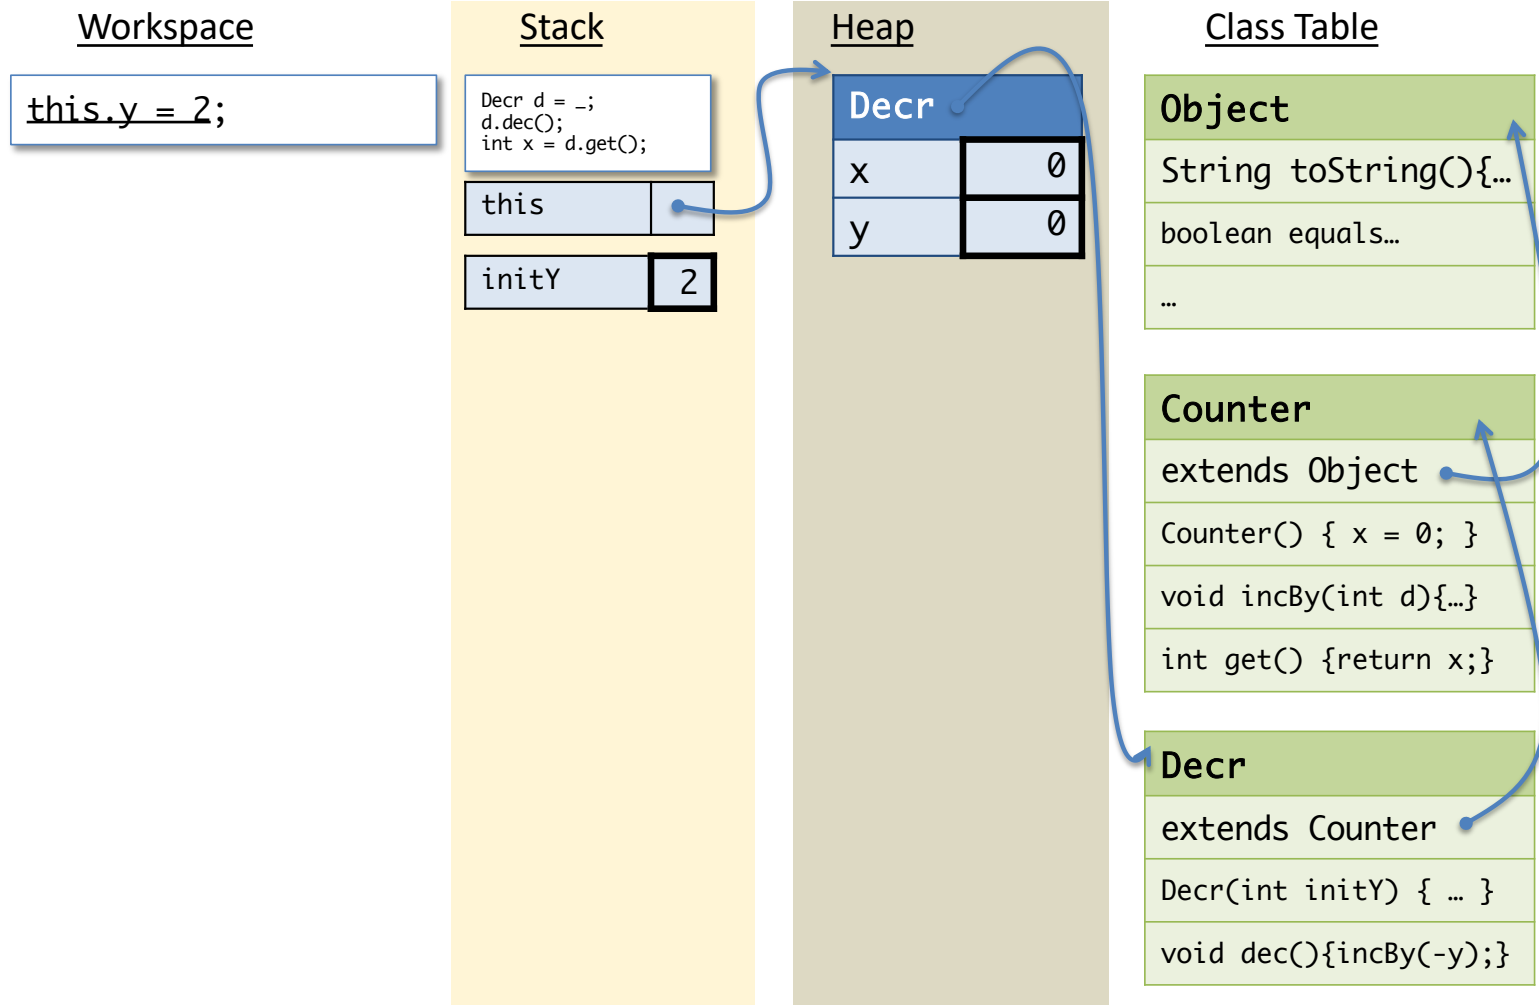 Workspace
this.y = 2;
Stack
Decr d = _;
d.dec();
int x = d.get();
this
initY 2
Heap
Decr
x 0
y 0
Class Table
Object
String toString(){…
boolean equals…
…
Counter
extends Object
Counter() { x = 0; }
void incBy(int d){…}
int get() {return x;}
Decr
extends Counter
Decr(int initY) { … }
void dec(){incBy(-y);}